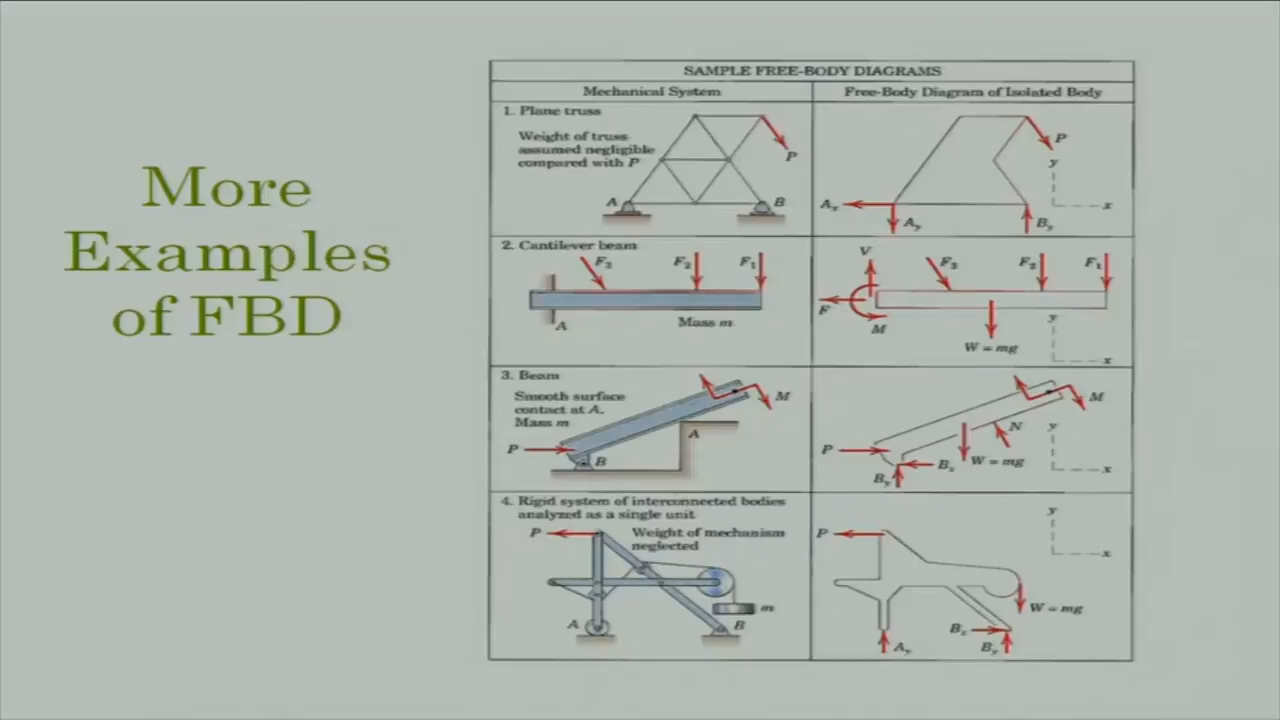 More
Examples
of FBD
SAMPLE FREE-BODY DIAGRAMS
Mechanical System
Free-Body Diagram of Isolated Body
1. Plane truss
Weight of truss
assumed negligible
compared with P
P
A
B
P
y
x
Ax
Ay
By
2. Cantilever beam
F3
F2
F1
A
Mass m
V
F3
F2
F1
F
M
W = mg
y
x
3. Beam
Smooth surface
contact at A.
Mass m
M
P
A
B
M
P
N
y
x
W = mg
Bx
By
4. Rigid system of interconnected bodies
analyzed as a single unit
P
Weight of mechanism
neglected
m
A
B
P
y
x
W = mg
Bx
Ay
By